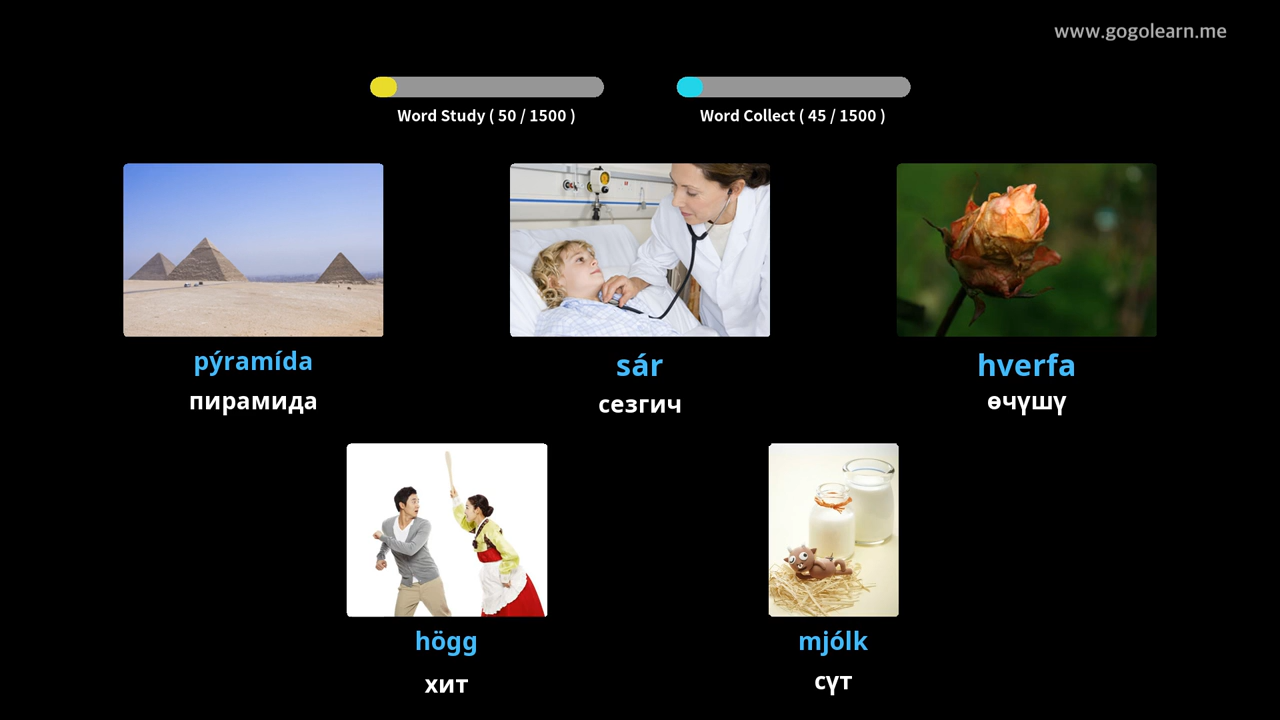 www.gogolearn.me
Word Study ( 50 / 1500 )
Word Collect ( 45 / 1500 )
pýramída
пирамида
sár
сезгич
hverfa
өчүшү
högg
хит
mjólk
сүт